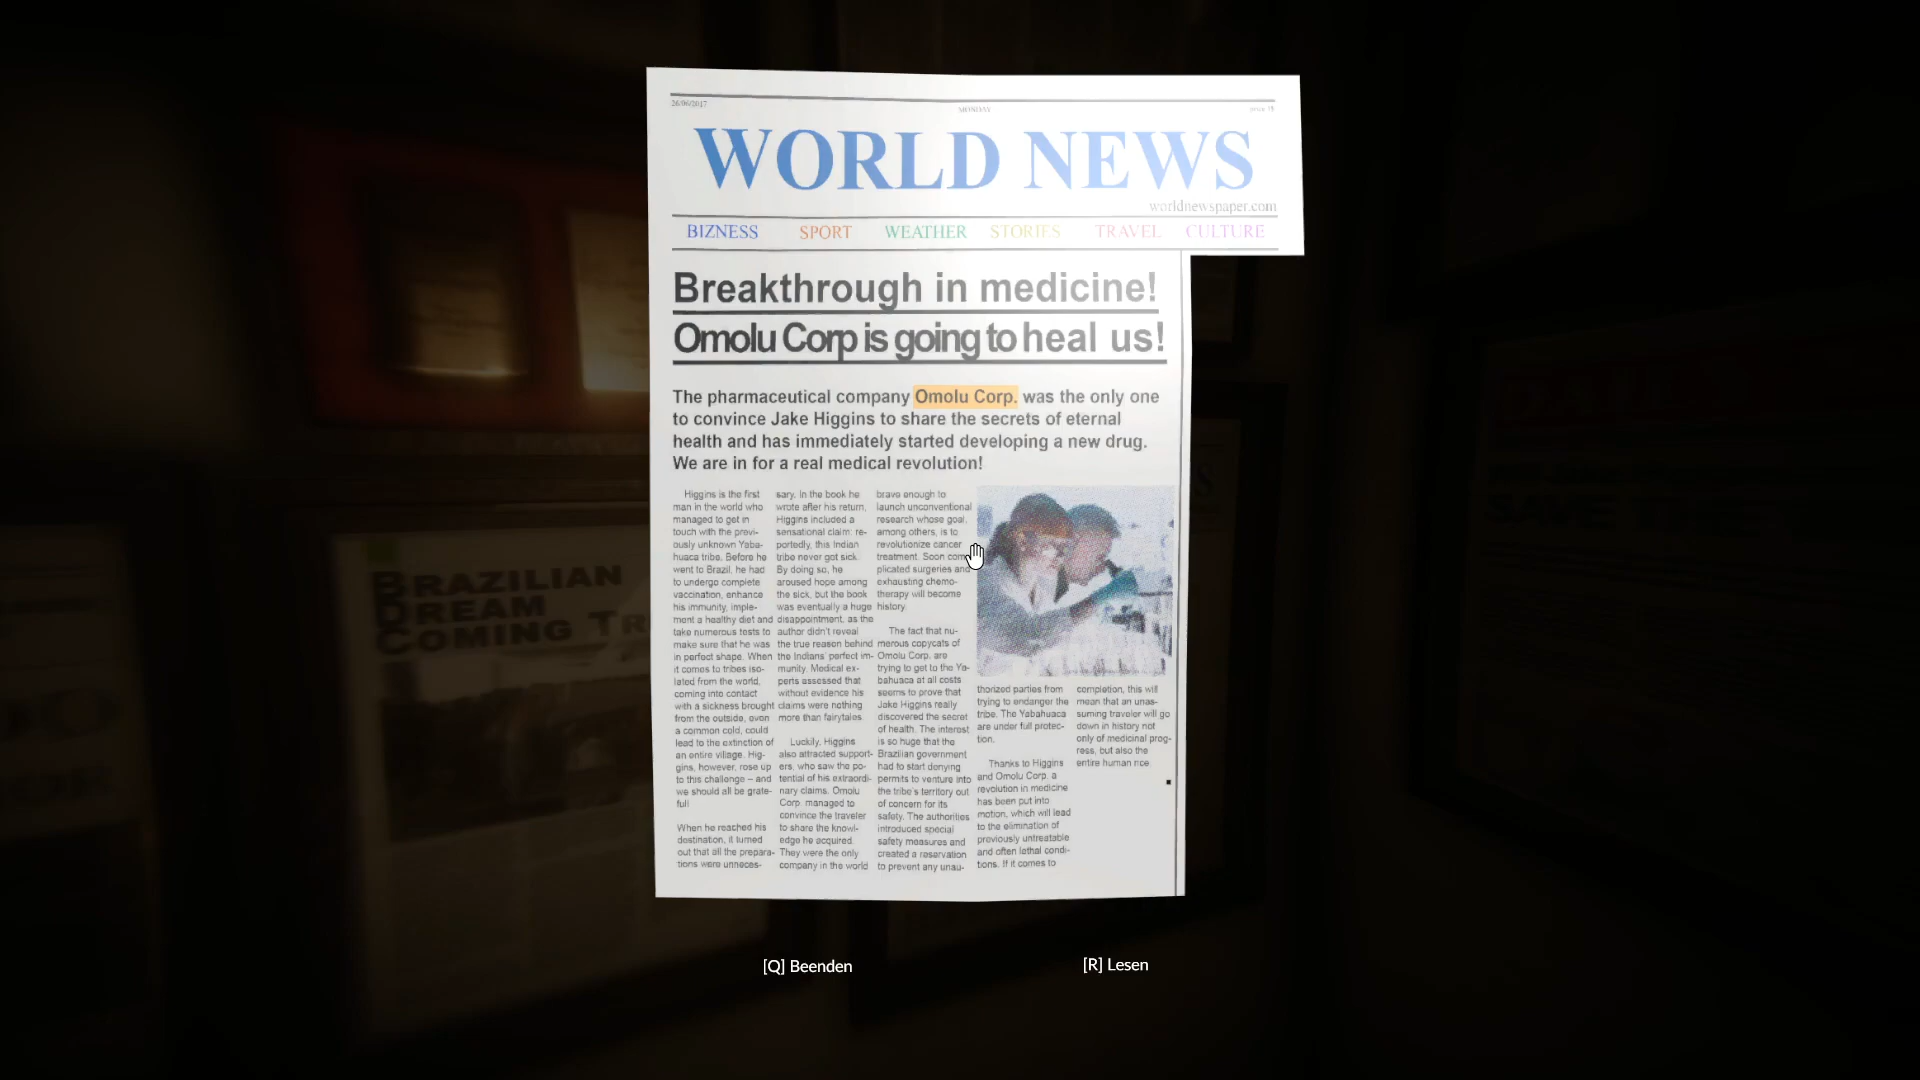 26/06/2017
MONDAY
WORLD NEWS
worldnewspaper.com
BIZNESS SPORT WEATHER STORIES TRAVEL CULTURE
Breakthrough in medicine!
Omolu Corp is going to heal us!
The pharmaceutical company Omolu Corp. was the only one
to convince Jake Higgins to share the secrets of eternal
health and has immediately started developing a new drug.
We are in for a real medical revolution!
Higgins is the first
man in the world who
managed to get in
touch with the previ-
ously unknown Yaba-
huaca tribe. Before he
went to Brazil, he had
to undergo complete
vaccination, enhance
his immunity, imple-
ment a healthy diet and
take numerous tests to
make sure that he was
in perfect shape. When
it comes to tribes iso-
lated from the world,
coming into contact
with a sickness brought
from the outside, even
a common cold, could
lead to the extinction of
an entire village. Hig-
gins, however, rose up
to this challenge – and
we should all be grate-
ful!
When he reached his
destination, it turned
out that all the prepara-
tions were unneces-
sary. In the book he
wrote after his return,
Higgins included a
sensational claim: re-
portedly, this Indian
tribe never got sick.
By doing so, he
aroused hope among
the sick, but the book
was eventually a huge
disappointment, as the
author didn't reveal
the true reason behind
the Indians' perfect im-
munity. Medical ex-
perts assessed that
without evidence his
claims were nothing
more than fairytales.
Luckily, Higgins
also attracted support-
ers, who saw the po-
tential of his extraordi-
nary claims. Omolu
Corp. managed to
convince the traveler
to share the knowl-
edge he acquired.
They were the only
company in the world
brave enough to
launch unconventional
research whose goal,
among others, is to
revolutionize cancer
treatment. Soon com-
plicated surgeries and
exhausting chemo-
therapy will become
history.
The fact that nu-
merous copycats of
Omolu Corp. are
trying to get to the Ya-
bahuaca at all costs
seems to prove that
Jake Higgins really
discovered the secret
of health. The interest
is so huge that the
Brazilian government
had to start denying
permits to venture into
the tribe's territory out
of concern for its
safety. The authorities
introduced special
safety measures and
created a reservation
to prevent any unau-
thorized parties from
trying to endanger the
tribe. The Yabahuaca
are under full protec-
tion.
Thanks to Higgins
and Omolu Corp. a
revolution in medicine
has been put into
motion, which will lead
to the elimination of
previously untreatable
and often lethal condi-
tions. If it comes to
completion, this will
mean that an unas-
suming traveler will go
down in history not
only of medicinal prog-
ress, but also the
entire human rice
BRAZILIAN
DREAM
COMING TR
[Q] Beenden
[R] Lesen